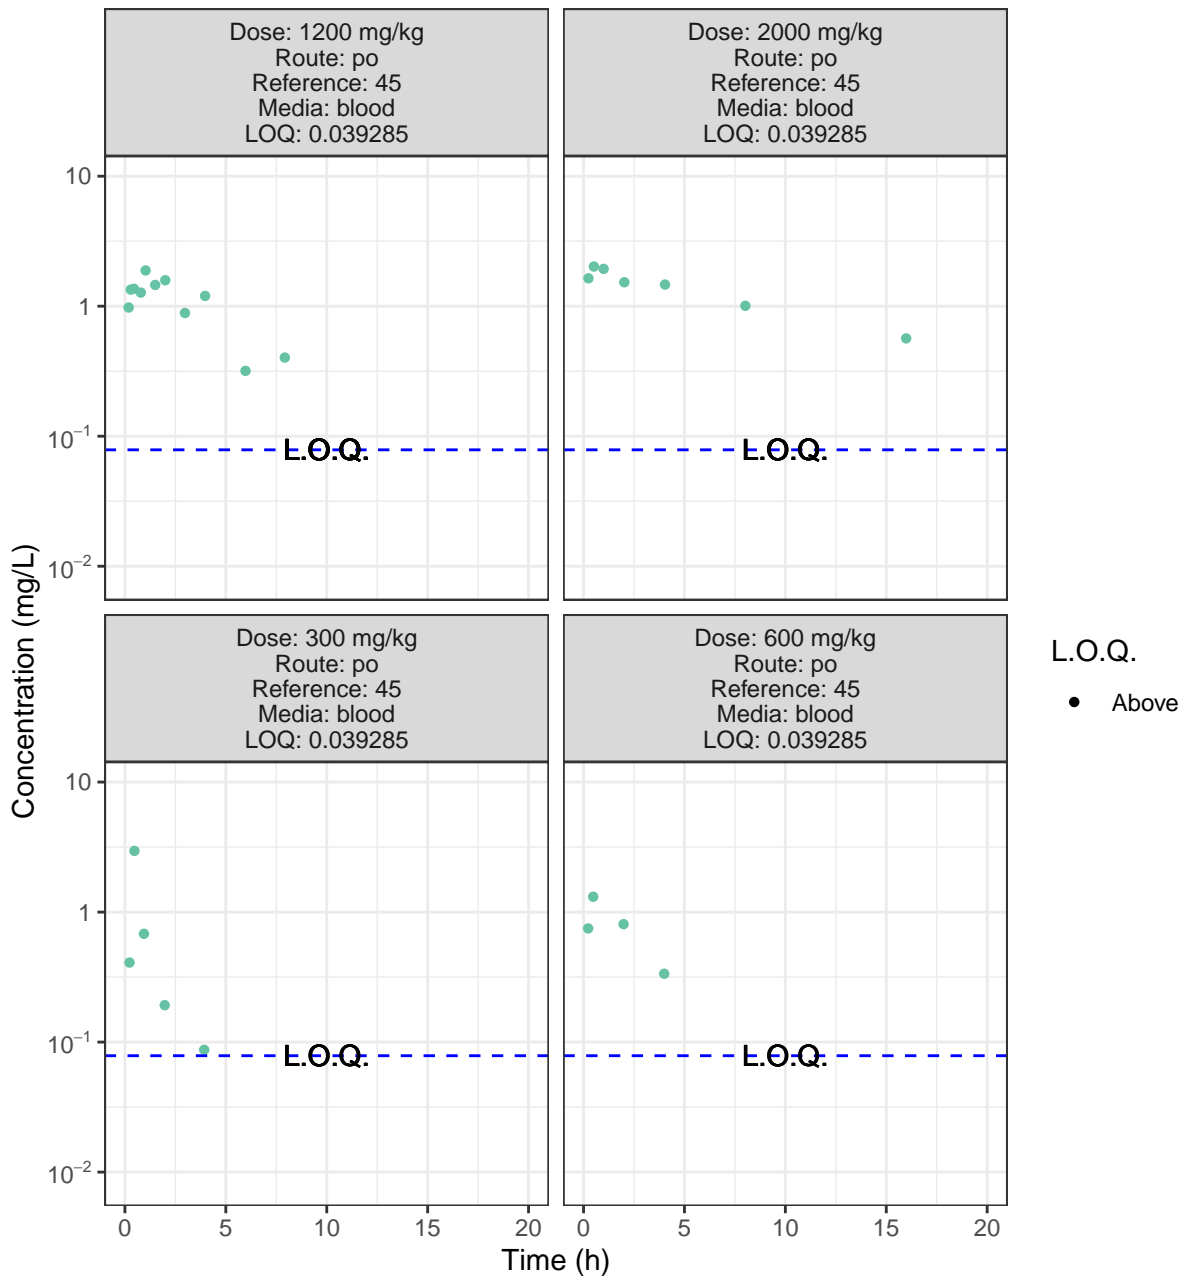 Dose: 1200 mg/kg
Route: po
Reference: 45
Media: blood
LOQ: 0.039285
Dose: 2000 mg/kg
Route: po
Reference: 45
Media: blood
LOQ: 0.039285
10
1
10⁻¹
10⁻²
L.O.Q.
L.O.Q.
Concentration (mg/L)
Dose: 300 mg/kg
Route: po
Reference: 45
Media: blood
LOQ: 0.039285
Dose: 600 mg/kg
Route: po
Reference: 45
Media: blood
LOQ: 0.039285
10
1
10⁻¹
10⁻²
L.O.Q.
L.O.Q.
0 5 10 15 20
0 5 10 15 20
Time (h)
L.O.Q.
Above